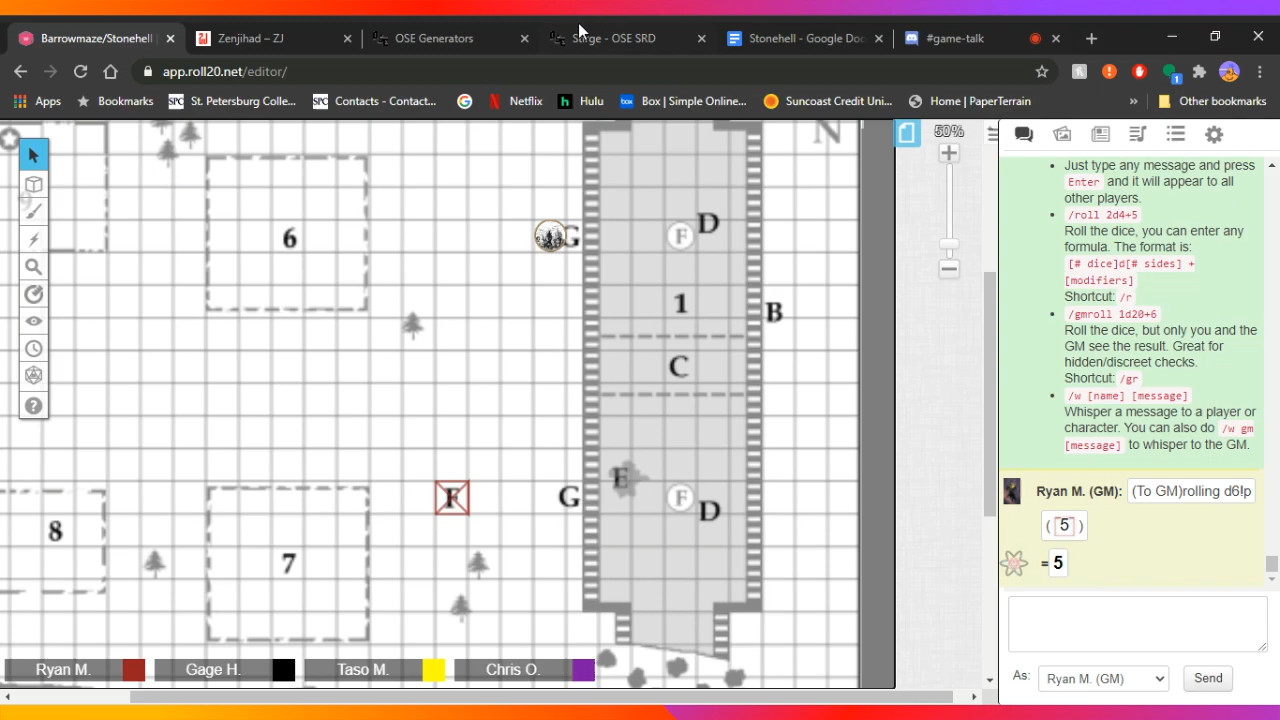 Barrowmaze/Stonehell
Zenjihad – ZJ
OSE Generators
Surge - OSE SRD
Stonehell - Google Doc
#game-talk
app.roll20.net/editor/
Apps
Bookmarks
St. Petersburg Colle...
Contacts - Contact...
Netflix
Hulu
Box | Simple Online...
Suncoast Credit Uni...
Home | PaperTerrain
»
Other bookmarks
N
50%
6
G
F
D
1
B
C
E
F
G
F
D
8
7
Ryan M.
Gage H.
Taso M.
Chris O.
Just type any message and press
Enter and it will appear to all
other players.
/roll 2d4+5
Roll the dice, you can enter any
formula. The format is:
[# dice]d[# sides] +
[modifiers]
Shortcut: /r
/gmroll 1d20+6
Roll the dice, but only you and the
GM see the result. Great for
hidden/discreet checks.
Shortcut: /gr
/w [name] [message]
Whisper a message to a player or
character. You can also do /w gm
[message] to whisper to the GM.
Ryan M. (GM): (To GM)rolling d6!p
( 5 )
= 5
As: Ryan M. (GM) Send